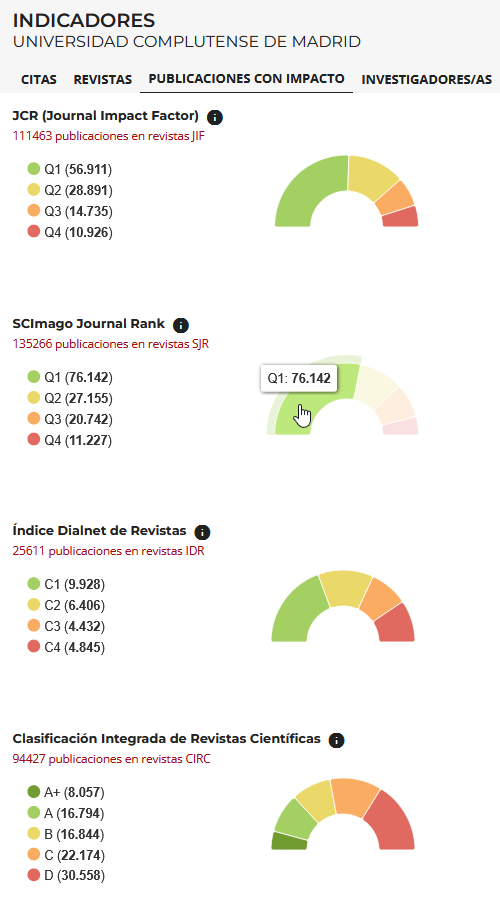 INDICADORES
UNIVERSIDAD COMPLUTENSE DE MADRID
CITAS REVISTAS PUBLICACIONES CON IMPACTO INVESTIGADORES/AS
JCR (Journal Impact Factor) i
111463 publicaciones en revistas JIF
Q1 (56.911)
Q2 (28.891)
Q3 (14.735)
Q4 (10.926)
SCImago Journal Rank i
135266 publicaciones en revistas SJR
Q1 (76.142)
Q2 (27.155)
Q3 (20.742)
Q4 (11.227)
Q1: 76.142
Índice Dialnet de Revistas i
25611 publicaciones en revistas IDR
C1 (9.928)
C2 (6.406)
C3 (4.432)
C4 (4.845)
Clasificación Integrada de Revistas Científicas i
94427 publicaciones en revistas CIRC
A+ (8.057)
A (16.794)
B (16.844)
C (22.174)
D (30.558)